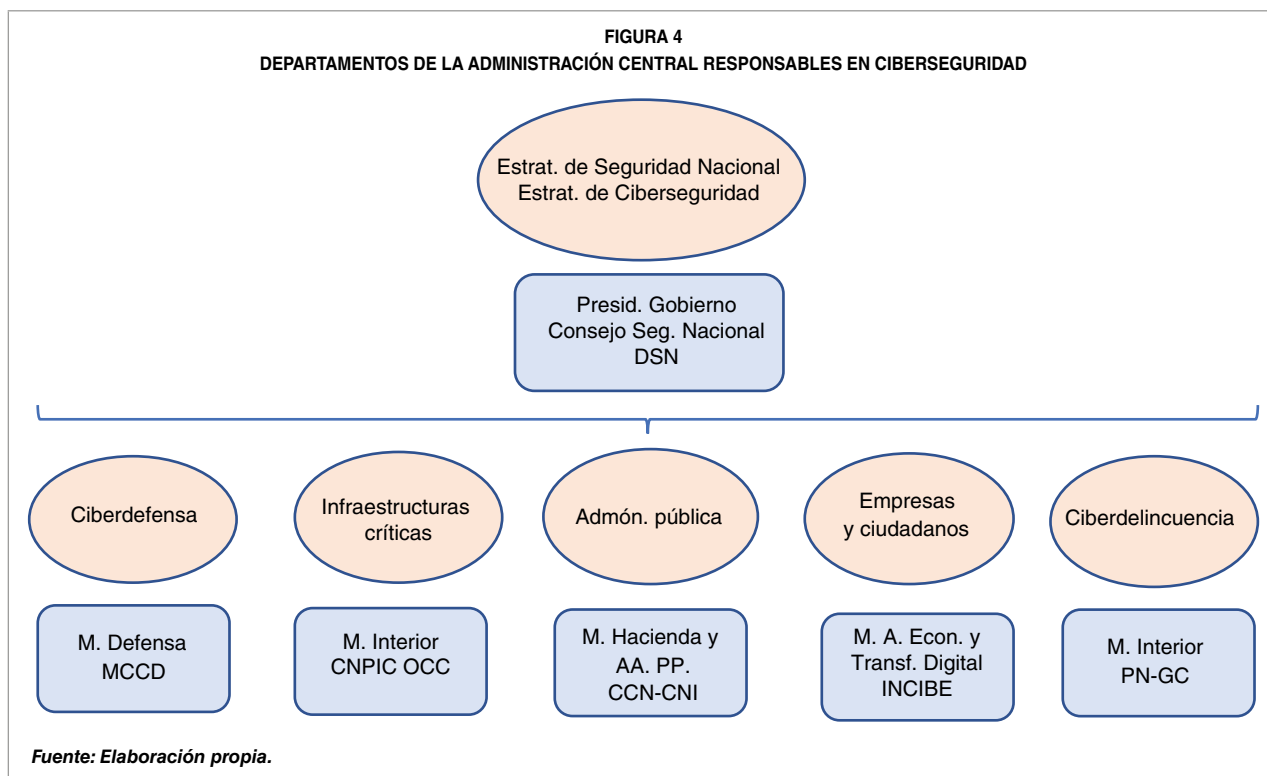 FIGURA 4
DEPARTAMENTOS DE LA ADMINISTRACIÓN CENTRAL RESPONSABLES EN CIBERSEGURIDAD
Estrat. de Seguridad Nacional
Estrat. de Ciberseguridad
Presid. Gobierno
Consejo Seg. Nacional
DSN
Ciberdefensa
Infraestructuras
críticas
Admón. pública
Empresas
y ciudadanos
Ciberdelincuencia
M. Defensa
MCCD
M. Interior
CNPIC OCC
M. Hacienda y
AA. PP.
CCN-CNI
M. A. Econ. y
Transf. Digital
INCIBE
M. Interior
PN-GC
Fuente: Elaboración propia.